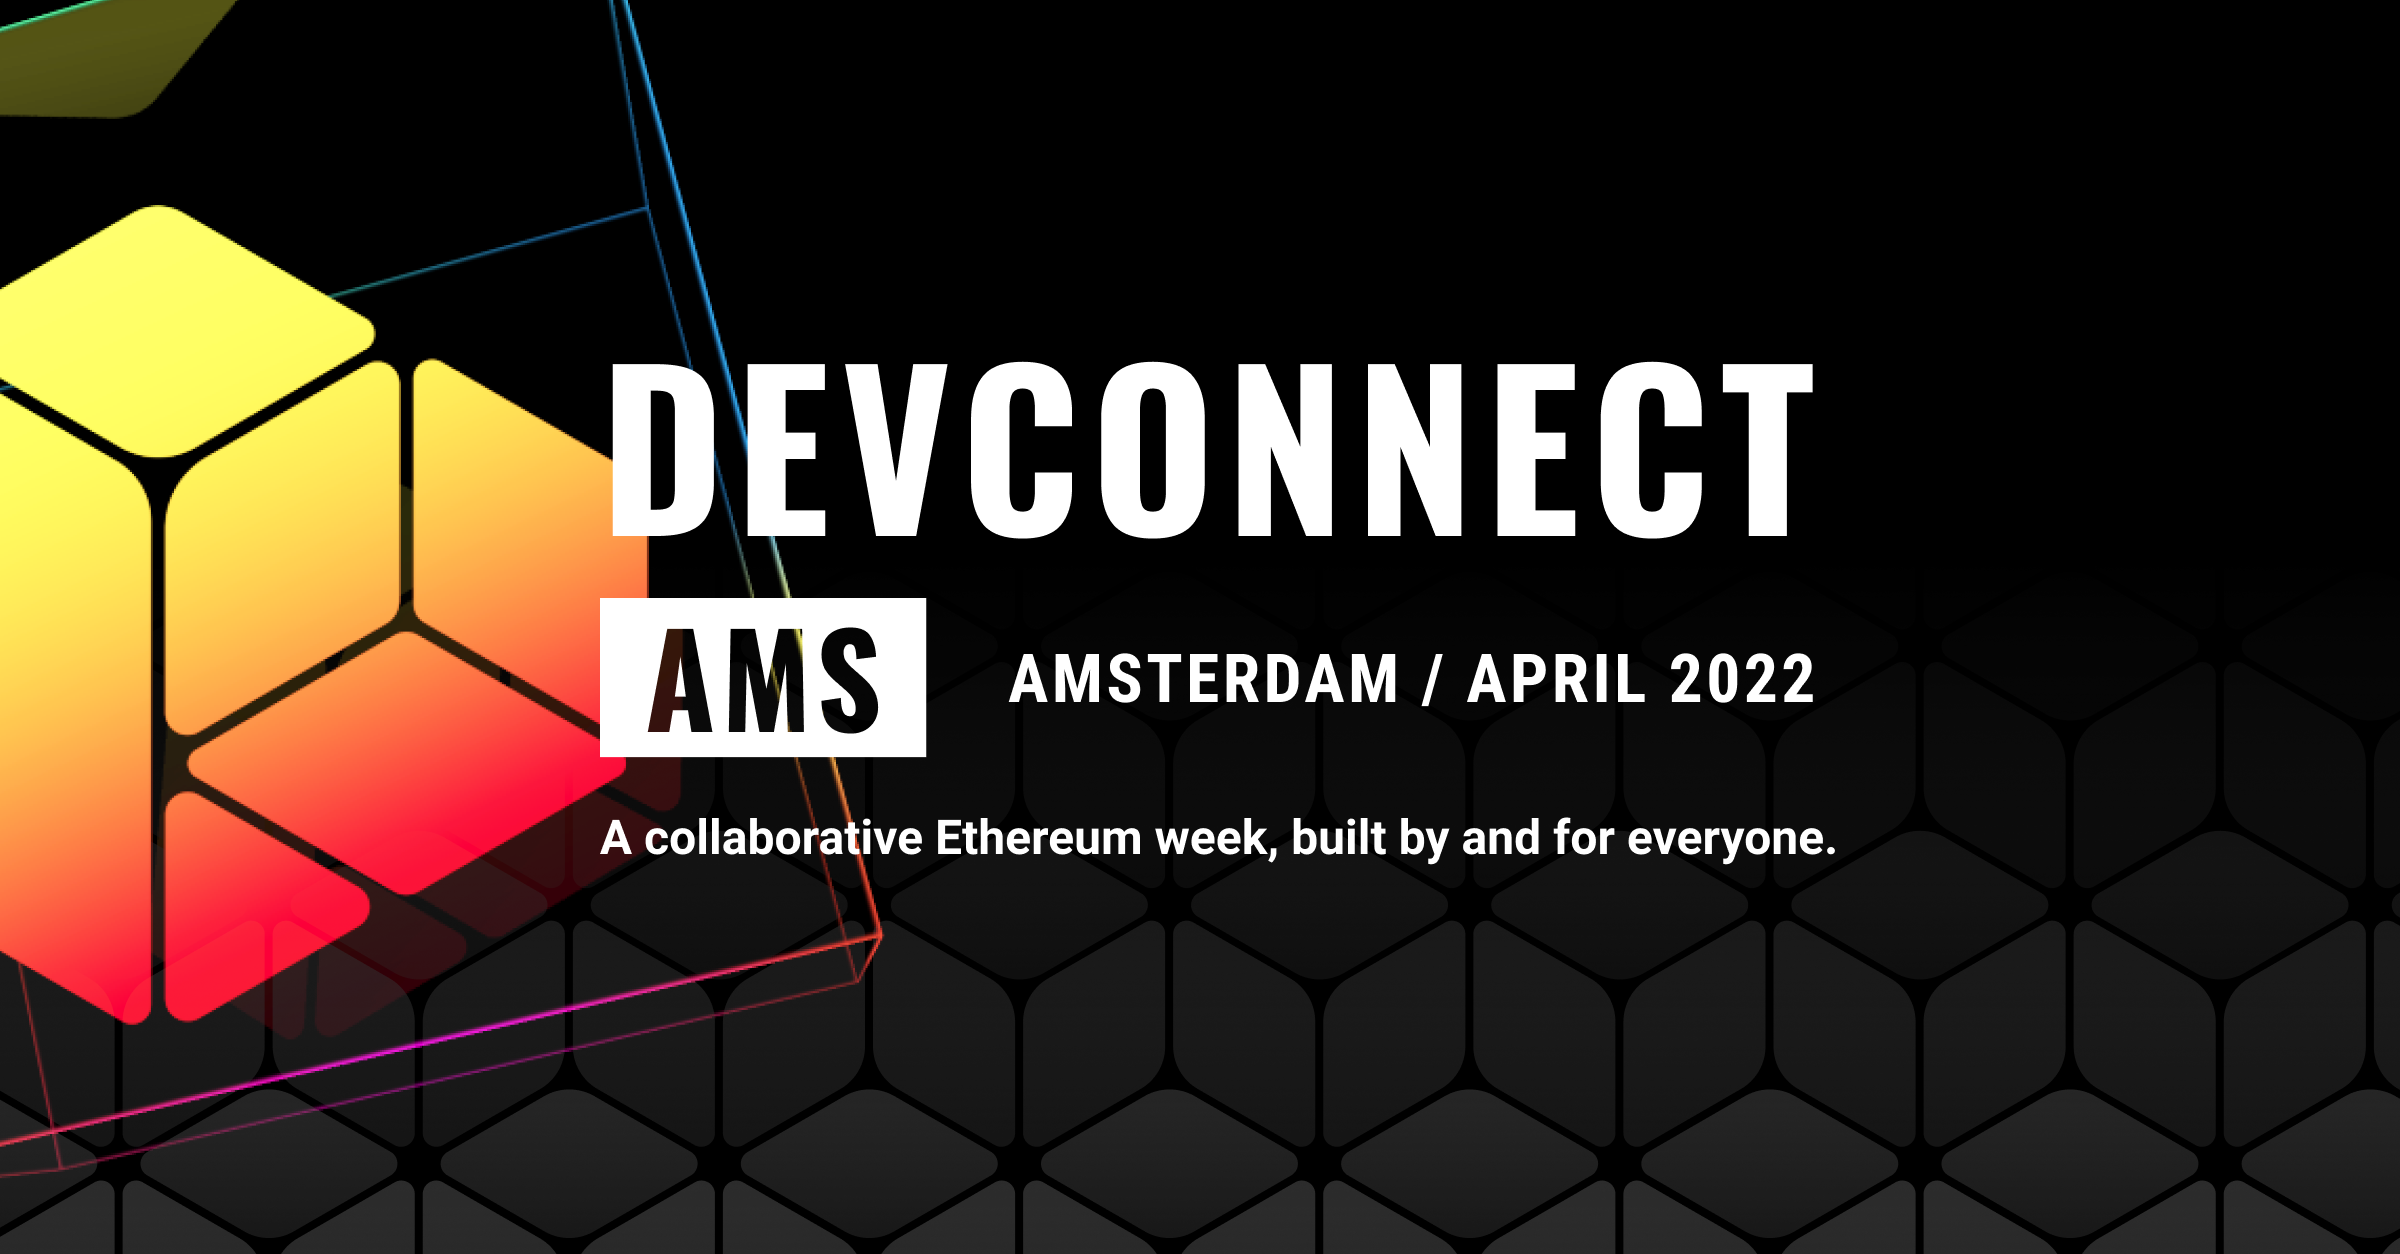 DEVCONNECT
AMS
AMSTERDAM / APRIL 2022
A collaborative Ethereum week, built by and for everyone.